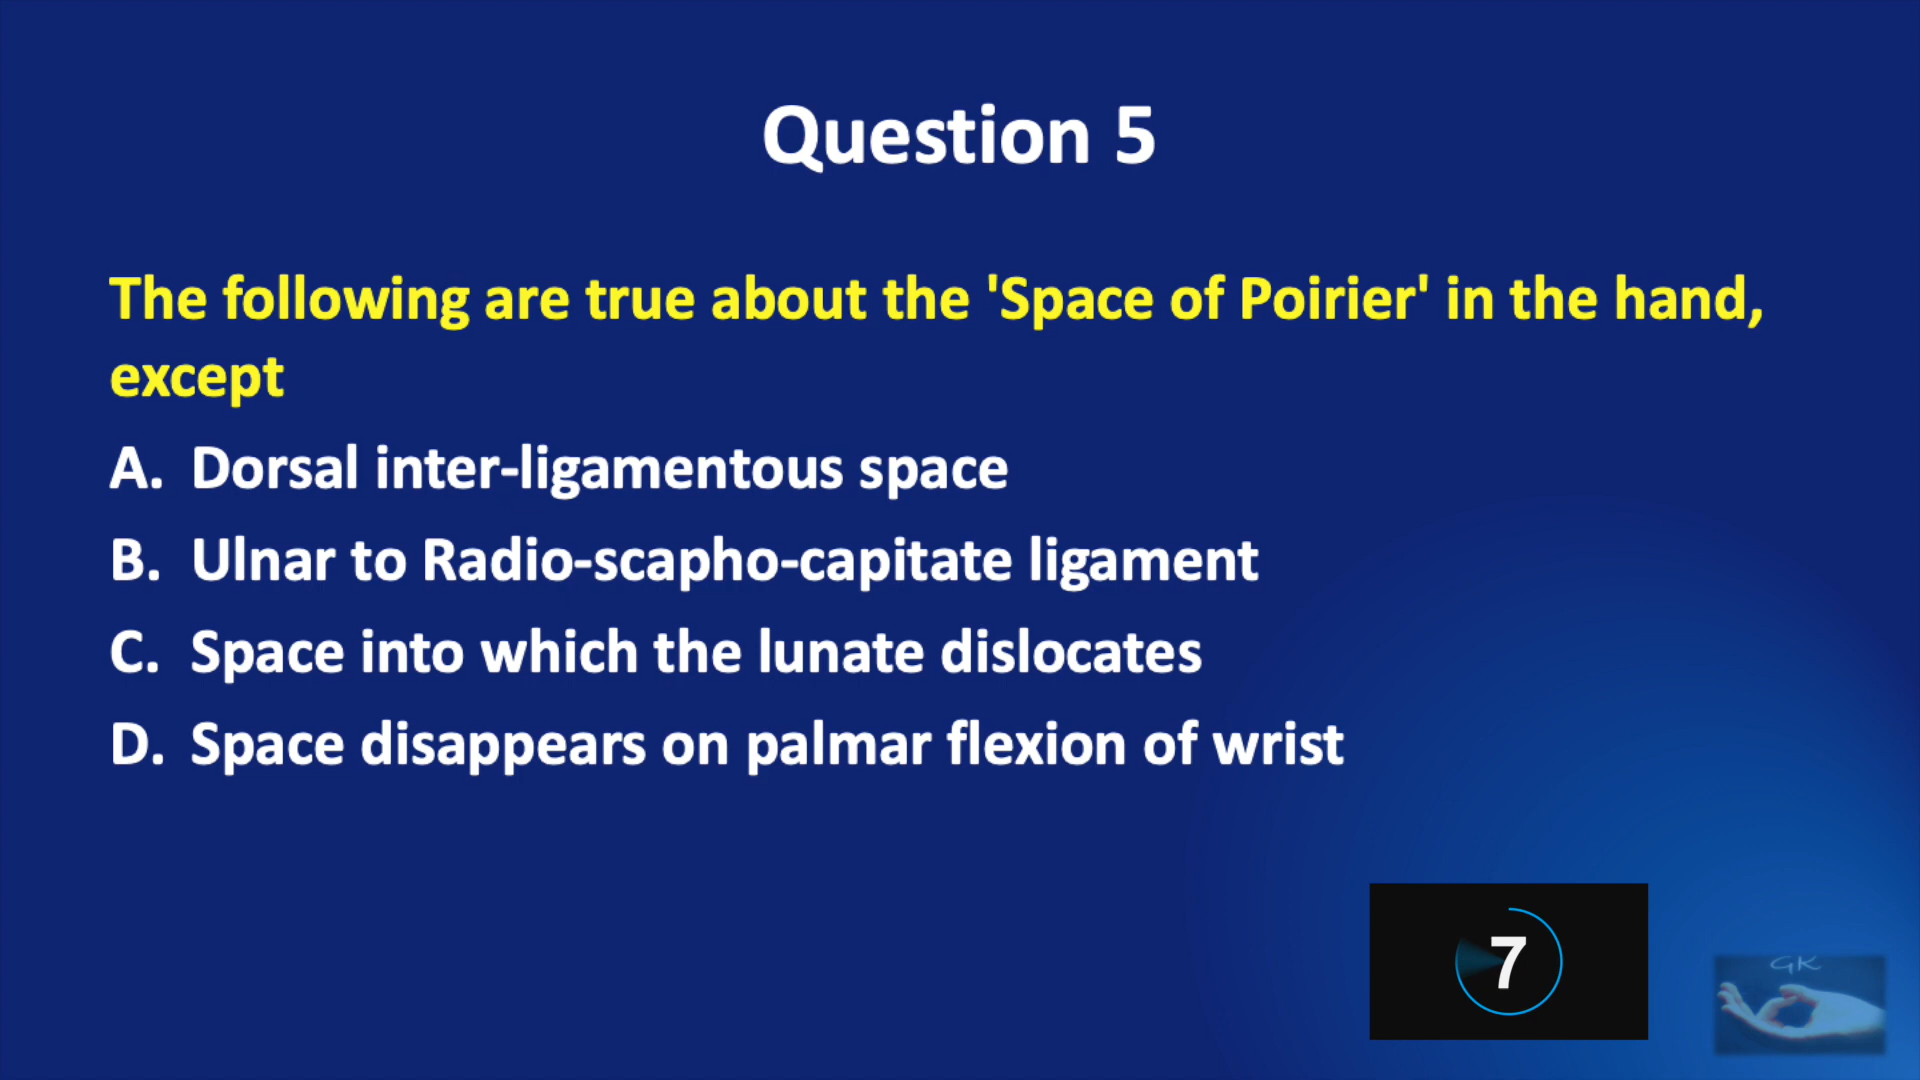 Question 5
The following are true about the 'Space of Poirier' in the hand,
except
A. Dorsal inter-ligamentous space
B. Ulnar to Radio-scapho-capitate ligament
C. Space into which the lunate dislocates
D. Space disappears on palmar flexion of wrist
7
GK